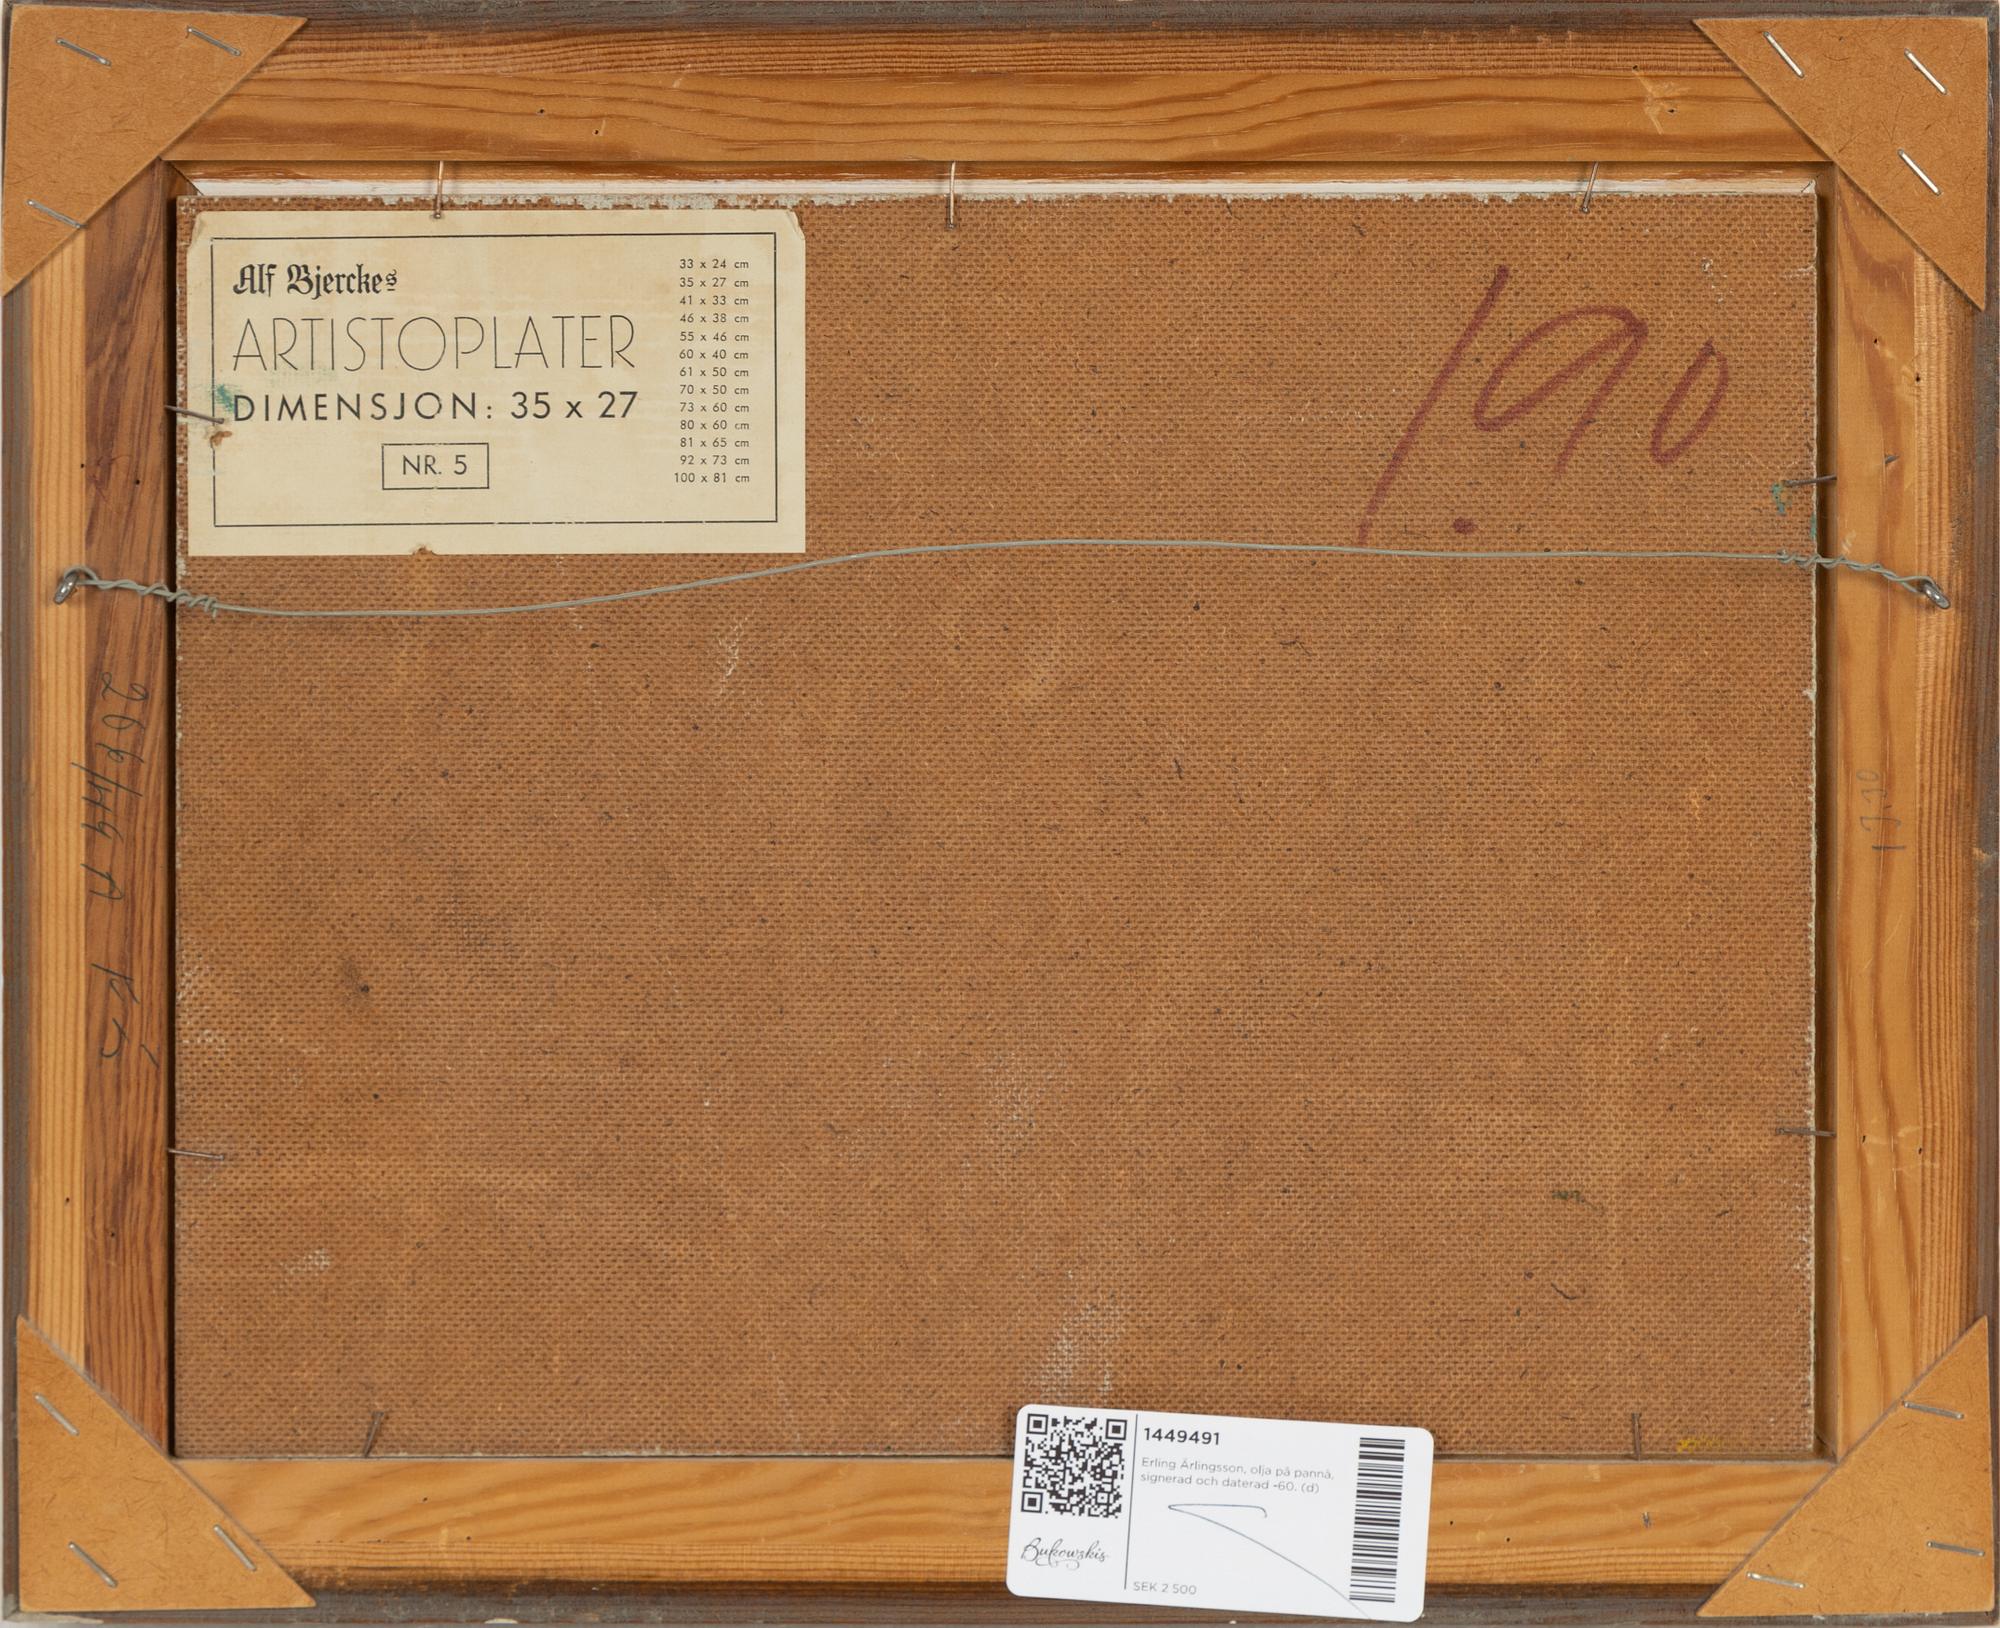 Alf Bjerckes
ARTISTOPLATER
DIMENSJON: 35 x 27
NR. 5
33 x 24 cm
35 x 27 cm
41 x 33 cm
46 x 38 cm
55 x 46 cm
60 x 40 cm
61 x 50 cm
70 x 50 cm
73 x 60 cm
80 x 60 cm
81 x 65 cm
92 x 73 cm
100 x 81 cm
1449491
Erling Ärlingsson, olja på pannå,
signerad och daterad -60. (d)
Bukowskis
SEK 2 500